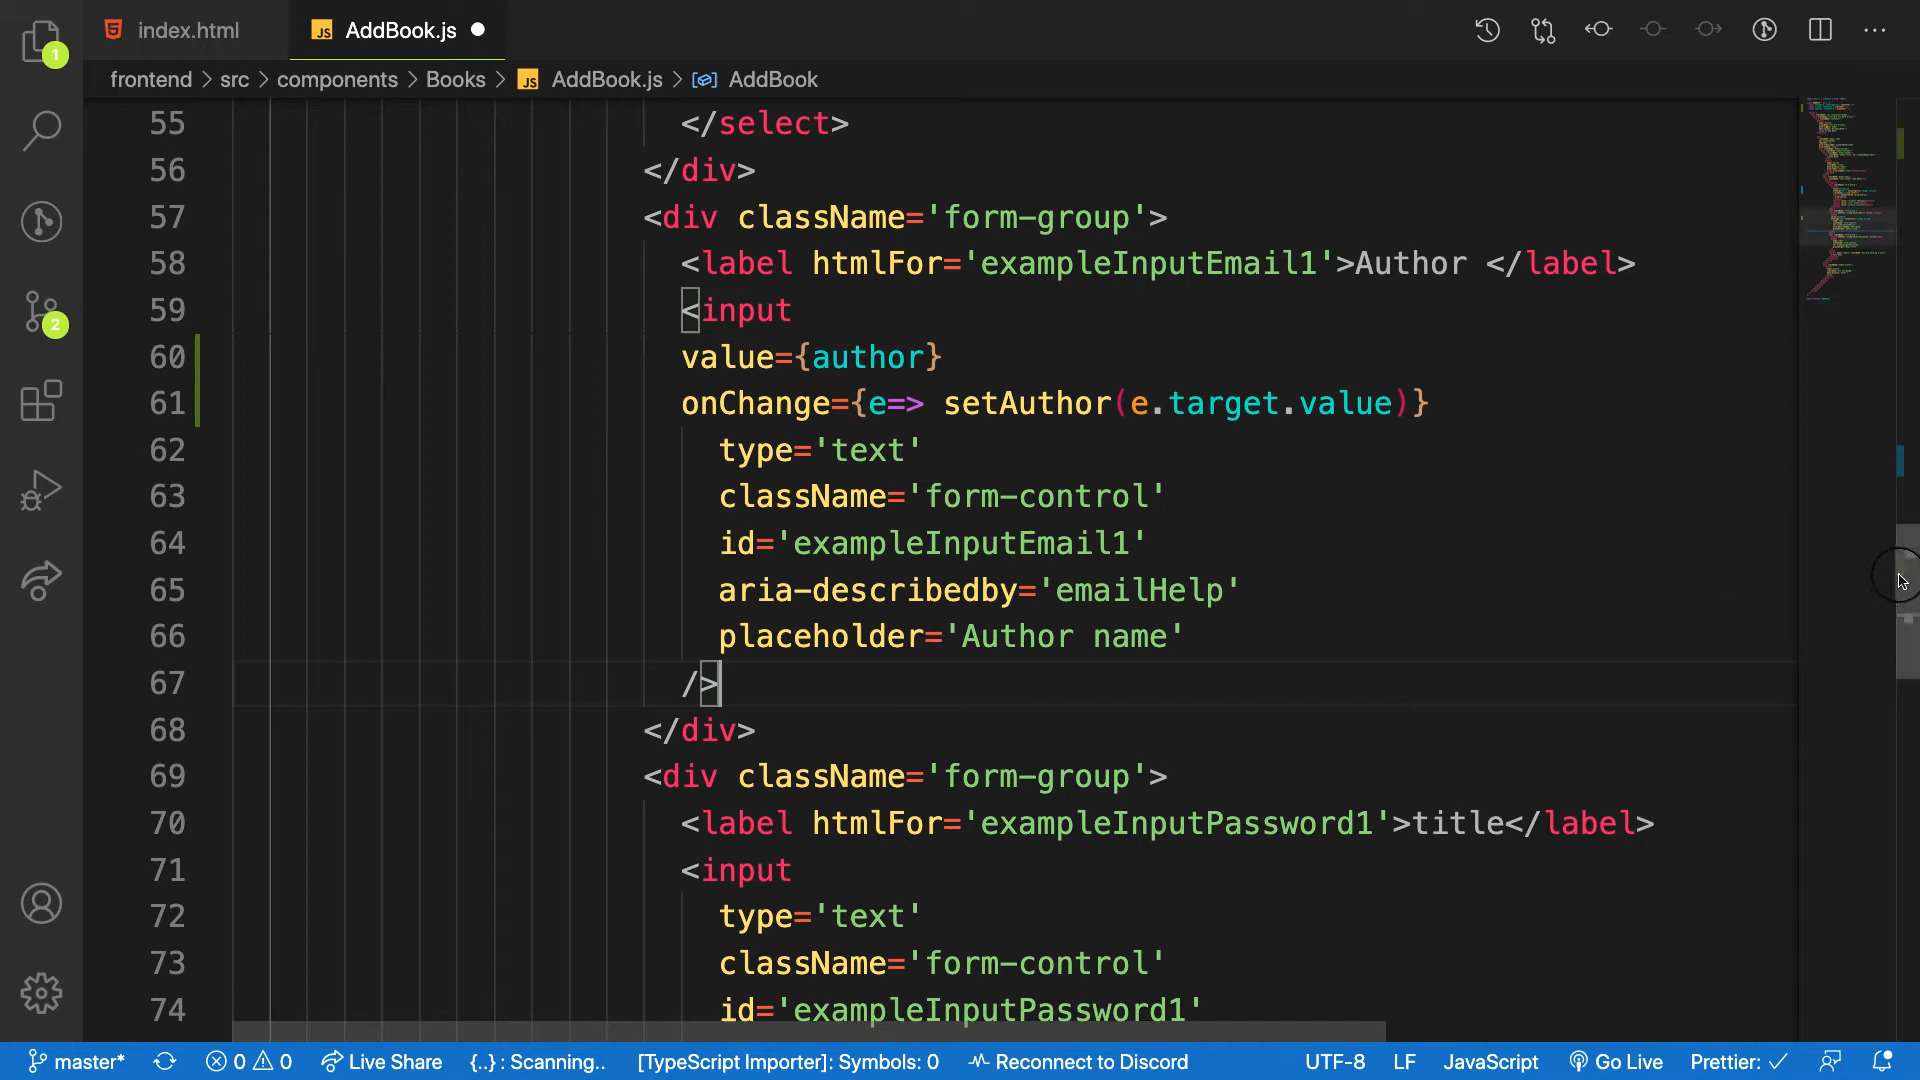 index.html
AddBook.js
frontend > src > components > Books > AddBook.js > AddBook
55 </select>
56 </div>
57 <div className='form-group'>
58 <label htmlFor='exampleInputEmail1'>Author </label>
59 <input
60 value={author}
61 onChange={e=> setAuthor(e.target.value)}
62 type='text'
63 className='form-control'
64 id='exampleInputEmail1'
65 aria-describedby='emailHelp'
66 placeholder='Author name'
67 />
68 </div>
69 <div className='form-group'>
70 <label htmlFor='exampleInputPassword1'>title</label>
71 <input
72 type='text'
73 className='form-control'
74 id='exampleInputPassword1'
1
2
master* 0 0 Live Share {..} : Scanning.. [TypeScript Importer]: Symbols: 0 Reconnect to Discord UTF-8 LF JavaScript Go Live Prettier: ✓